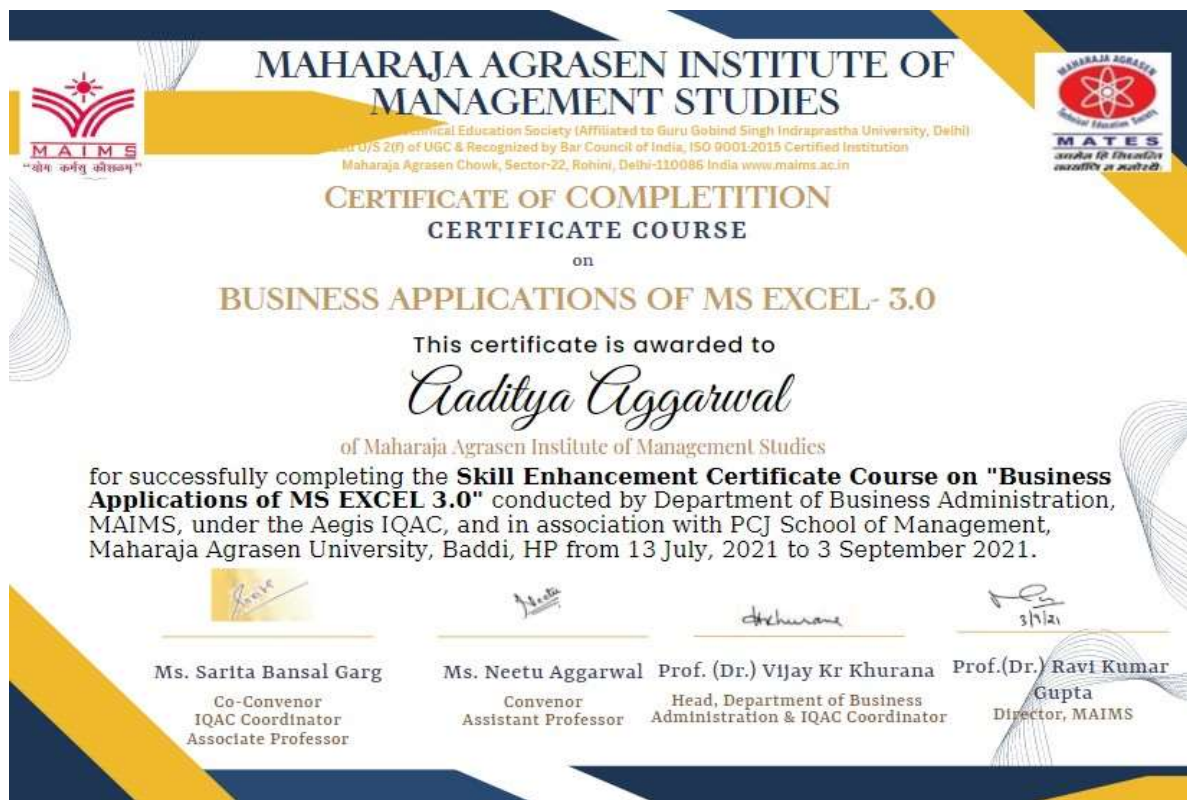 MAHARAJA AGRASEN INSTITUTE OF
MANAGEMENT STUDIES
Technical Education Society (Affiliated to Guru Gobind Singh Indraprastha University, Delhi)
U/S 2(f) of UGC & Recognized by Bar Council of India, ISO 9001:2015 Certified Institution
Maharaja Agrasen Chowk, Sector-22, Rohini, Delhi-110086 India www.maims.ac.in
MAIMS
"योगः कर्मसु कौशलम्"
MAHARAJA AGRASEN
Technical Education Society
MATES
CERTIFICATE OF COMPLETITION
CERTIFICATE COURSE
on
BUSINESS APPLICATIONS OF MS EXCEL- 3.0
This certificate is awarded to
Aaditya Aggarwal
of Maharaja Agrasen Institute of Management Studies
for successfully completing the Skill Enhancement Certificate Course on "Business
Applications of MS EXCEL 3.0" conducted by Department of Business Administration,
MAIMS, under the Aegis IQAC, and in association with PCJ School of Management,
Maharaja Agrasen University, Baddi, HP from 13 July, 2021 to 3 September 2021.
3/9/21
Ms. Sarita Bansal Garg
Co-Convenor
IQAC Coordinator
Associate Professor
Ms. Neetu Aggarwal
Convenor
Assistant Professor
Prof. (Dr.) Vijay Kr Khurana
Head, Department of Business
Administration & IQAC Coordinator
Prof.(Dr.) Ravi Kumar
Gupta
Director, MAIMS